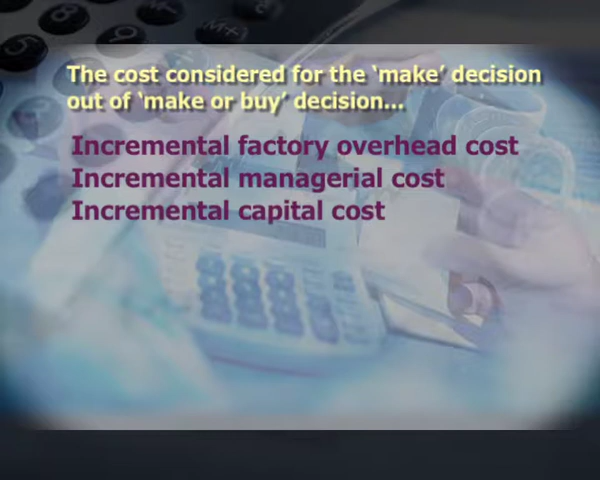 The cost considered for the ‘make’ decision
out of ‘make or buy’ decision...
Incremental factory overhead cost
Incremental managerial cost
Incremental capital cost